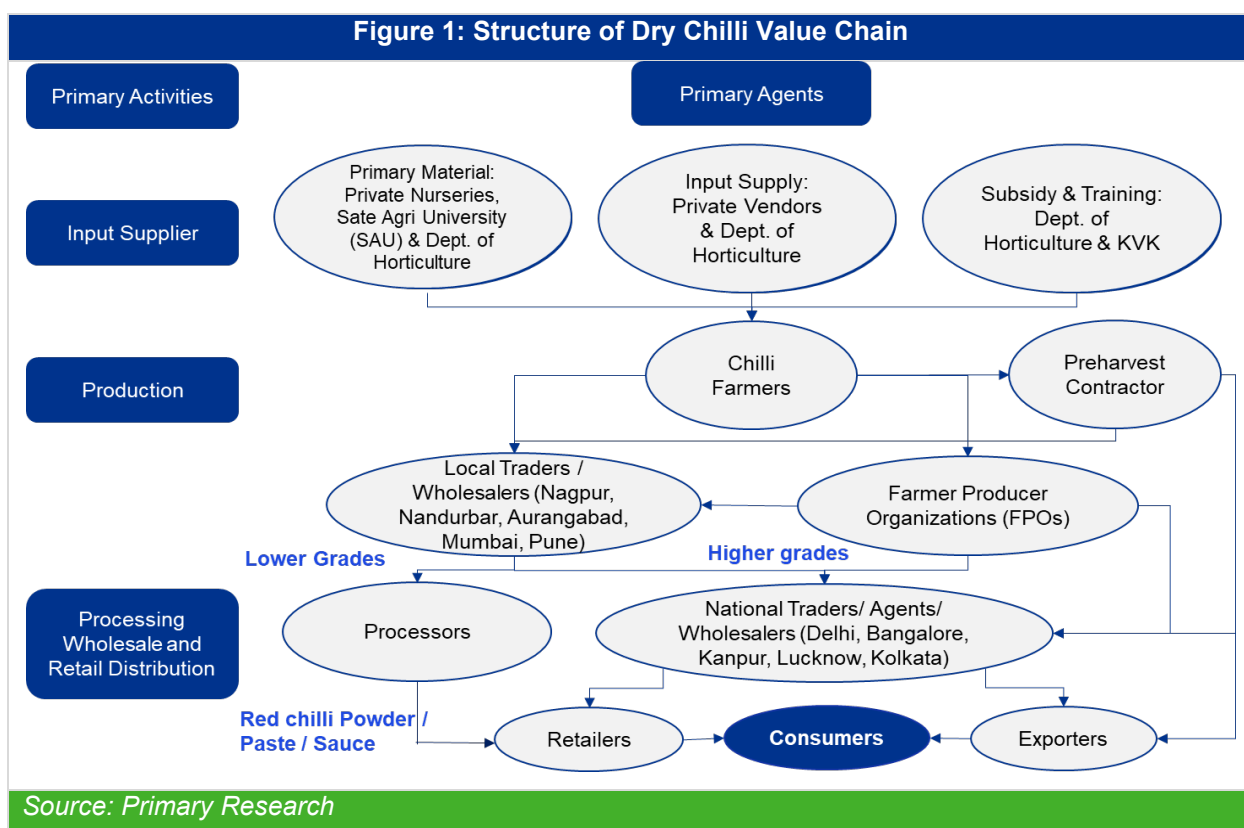 Figure 1: Structure of Dry Chilli Value Chain
Primary Activities
Primary Agents
Input Supplier
Primary Material:
Private Nurseries,
Sate Agri University
(SAU) & Dept. of
Horticulture
Input Supply:
Private Vendors
& Dept. of
Horticulture
Subsidy & Training:
Dept. of
Horticulture & KVK
Production
Chilli
Farmers
Preharvest
Contractor
Local Traders /
Wholesalers (Nagpur,
Nandurbar, Aurangabad,
Mumbai, Pune)
Farmer Producer
Organizations (FPOs)
Lower Grades
Higher grades
Processing
Wholesale and
Retail Distribution
Processors
National Traders/ Agents/
Wholesalers (Delhi, Bangalore,
Kanpur, Lucknow, Kolkata)
Red chilli Powder /
Paste / Sauce
Retailers
Consumers
Exporters
Source: Primary Research